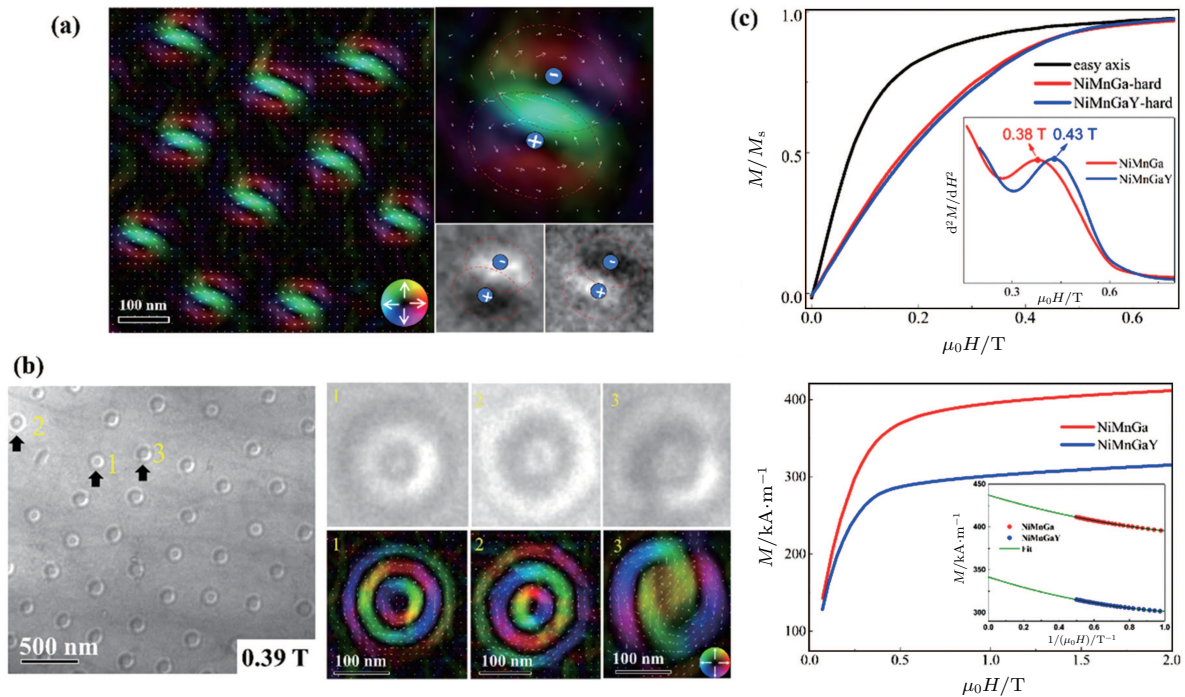 (a)
−
+
−
+
−
+
100 nm
(b)
2
1
3
500 nm
0.39 T
1
2
3
1
2
3
100 nm
100 nm
100 nm
(c)
1.0
0.5
0.0
M/Ms
easy axis
NiMnGa-hard
NiMnGaY-hard
0.38 T
0.43 T
NiMnGa
NiMnGaY
d²M/dH²
0.3
0.6
μ0H/T
0.0
0.2
0.4
0.6
μ0H/T
400
300
200
100
M/kA·m⁻¹
NiMnGa
NiMnGaY
450
400
350
300
M/kA·m⁻¹
NiMnGa
NiMnGaY
Fit
0.0
0.2
0.4
0.6
0.8
1.0
1/(μ0H)/T⁻¹
0.0
0.5
1.0
1.5
2.0
μ0H/T